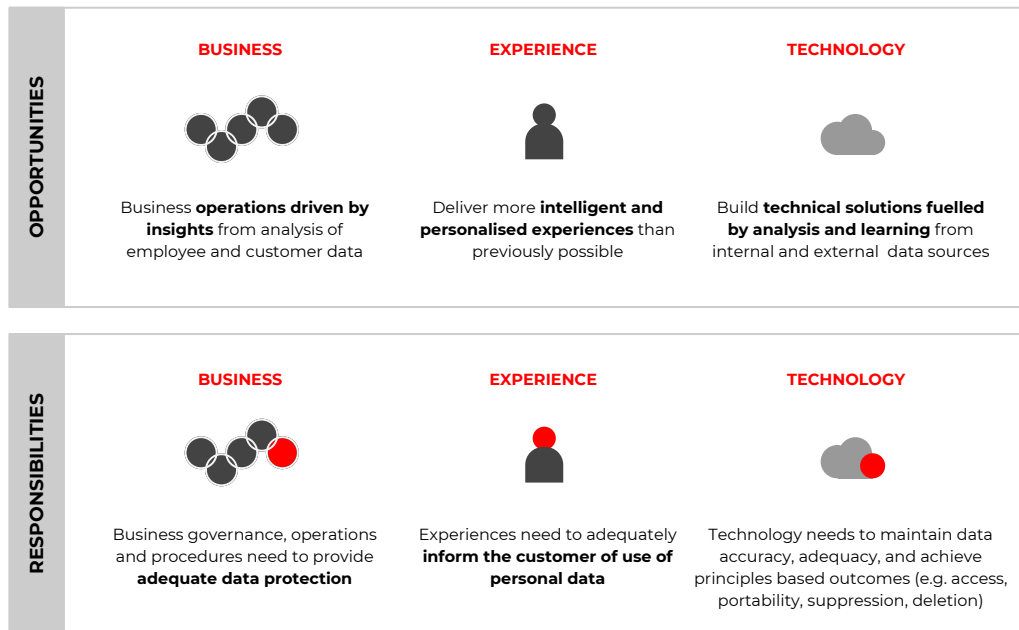 OPPORTUNITIES
BUSINESS
Business operations driven by
insights from analysis of
employee and customer data
EXPERIENCE
Deliver more intelligent and
personalised experiences than
previously possible
TECHNOLOGY
Build technical solutions fuelled
by analysis and learning from
internal and external  data sources
RESPONSIBILITIES
BUSINESS
Business governance, operations
and procedures need to provide
adequate data protection
EXPERIENCE
Experiences need to adequately
inform the customer of use of
personal data
TECHNOLOGY
Technology needs to maintain data
accuracy, adequacy, and achieve
principles based outcomes (e.g. access,
portability, suppression, deletion)